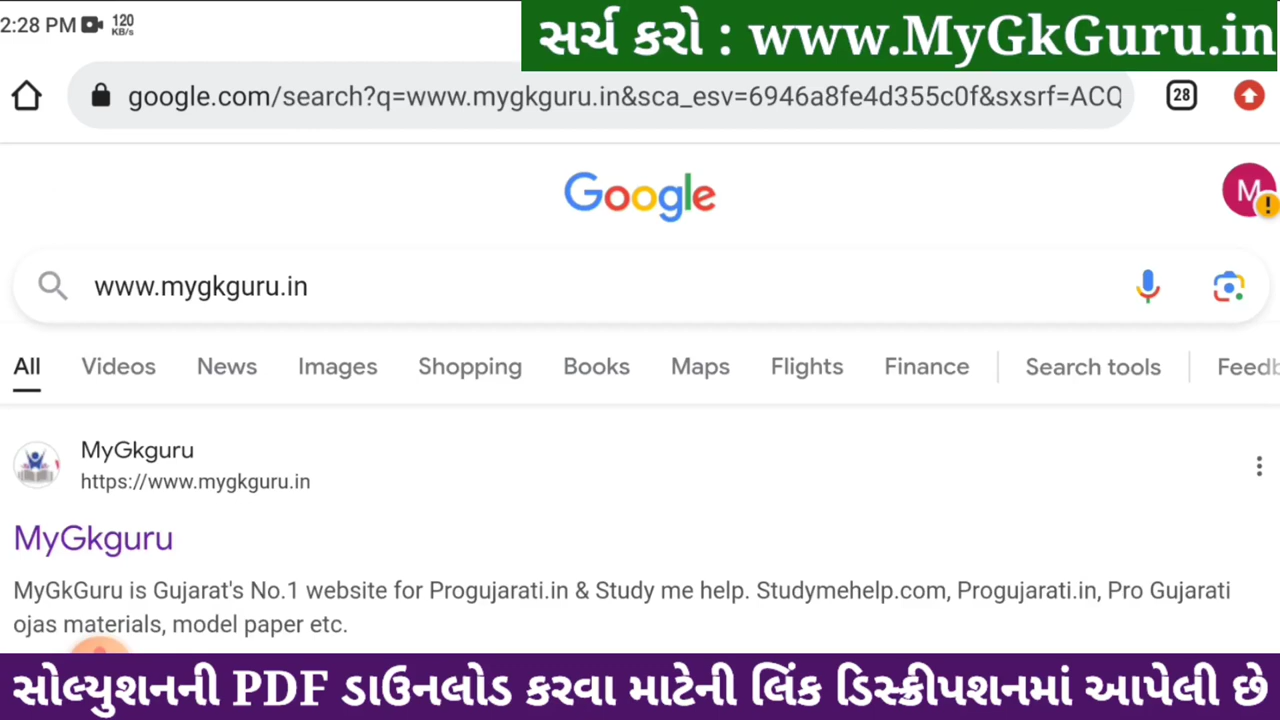 સર્ચ કરો : www.MyGkGuru.in
2:28 PM 120 KB/s
google.com/search?q=www.mygkguru.in&sca_esv=6946a8fe4d355c0f&sxsrf=ACQ
28
Google
M
www.mygkguru.in
All Videos News Images Shopping Books Maps Flights Finance Search tools Feedb
MyGkguru
https://www.mygkguru.in
MyGkguru
MyGkGuru is Gujarat's No.1 website for Progujarati.in & Study me help. Studymehelp.com, Progujarati.in, Pro Gujarati
ojas materials, model paper etc.
સોલ્યુશનની PDF ડાઉનલોડ કરવા માટેની લિંક ડિસ્ક્રીપશનમાં આપેલી છે